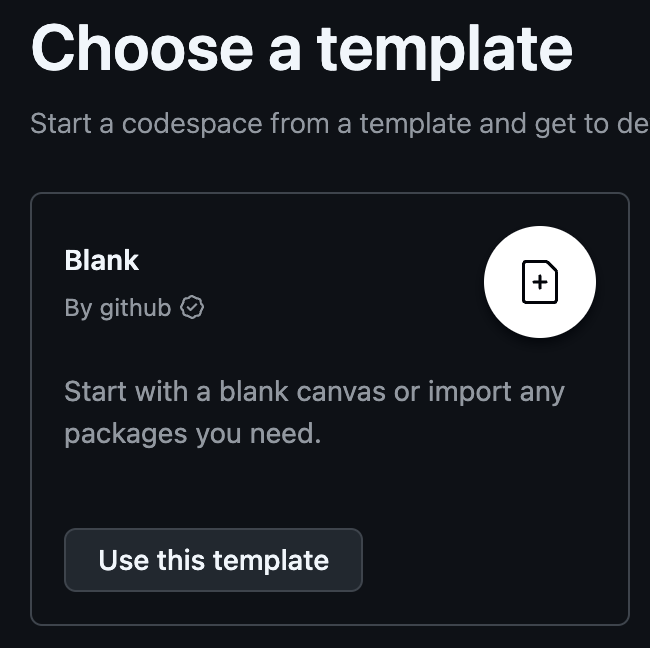 Choose a template
Start a codespace from a template and get to de
Blank
By github
Start with a blank canvas or import any
packages you need.
Use this template